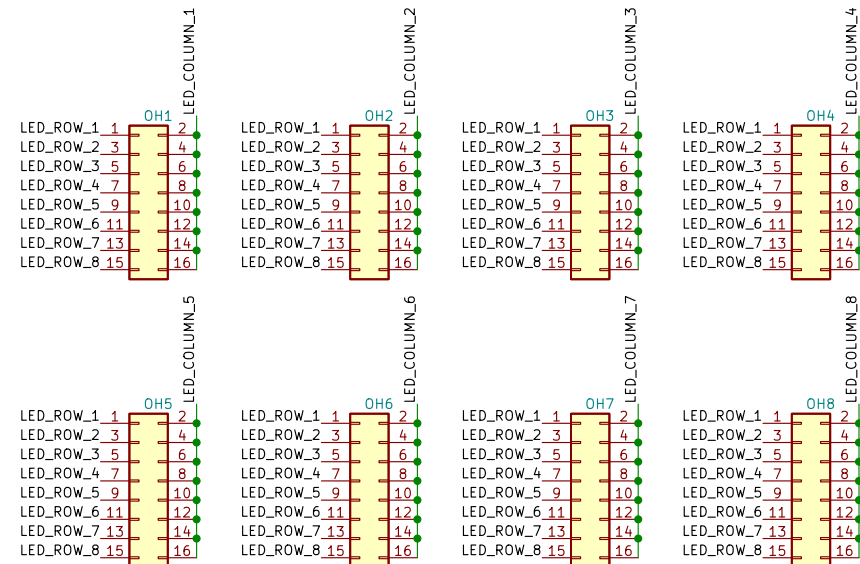 LED_COLUMN_1 LED_COLUMN_2 LED_COLUMN_3 LED_COLUMN_4
OH1 OH2 OH3 OH4
LED_ROW_1 1 2 LED_ROW_1 1 2 LED_ROW_1 1 2 LED_ROW_1 1 2
LED_ROW_2 3 4 LED_ROW_2 3 4 LED_ROW_2 3 4 LED_ROW_2 3 4
LED_ROW_3 5 6 LED_ROW_3 5 6 LED_ROW_3 5 6 LED_ROW_3 5 6
LED_ROW_4 7 8 LED_ROW_4 7 8 LED_ROW_4 7 8 LED_ROW_4 7 8
LED_ROW_5 9 10 LED_ROW_5 9 10 LED_ROW_5 9 10 LED_ROW_5 9 10
LED_ROW_6 11 12 LED_ROW_6 11 12 LED_ROW_6 11 12 LED_ROW_6 11 12
LED_ROW_7 13 14 LED_ROW_7 13 14 LED_ROW_7 13 14 LED_ROW_7 13 14
LED_ROW_8 15 16 LED_ROW_8 15 16 LED_ROW_8 15 16 LED_ROW_8 15 16
LED_COLUMN_5 LED_COLUMN_6 LED_COLUMN_7 LED_COLUMN_8
OH5 OH6 OH7 OH8
LED_ROW_1 1 2 LED_ROW_1 1 2 LED_ROW_1 1 2 LED_ROW_1 1 2
LED_ROW_2 3 4 LED_ROW_2 3 4 LED_ROW_2 3 4 LED_ROW_2 3 4
LED_ROW_3 5 6 LED_ROW_3 5 6 LED_ROW_3 5 6 LED_ROW_3 5 6
LED_ROW_4 7 8 LED_ROW_4 7 8 LED_ROW_4 7 8 LED_ROW_4 7 8
LED_ROW_5 9 10 LED_ROW_5 9 10 LED_ROW_5 9 10 LED_ROW_5 9 10
LED_ROW_6 11 12 LED_ROW_6 11 12 LED_ROW_6 11 12 LED_ROW_6 11 12
LED_ROW_7 13 14 LED_ROW_7 13 14 LED_ROW_7 13 14 LED_ROW_7 13 14
LED_ROW_8 15 16 LED_ROW_8 15 16 LED_ROW_8 15 16 LED_ROW_8 15 16